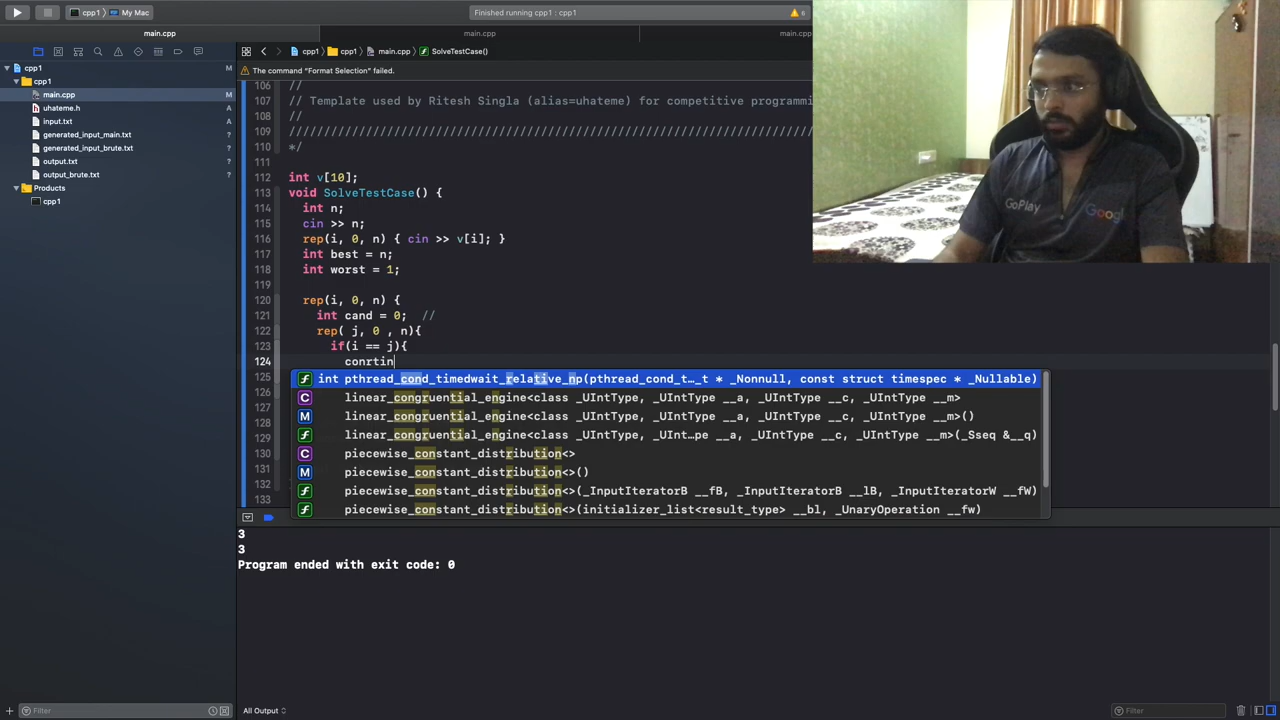 cpp1 〉 My Mac
Finished running cpp1 : cpp1
6
main.cpp
main.cpp
main.cpp
cpp1 M
cpp1
main.cpp M
uhateme.h A
input.txt A
generated_input_main.txt ?
generated_input_brute.txt ?
output.txt ?
output_brute.txt ?
Products
cpp1
cpp1 〉 cpp1 〉 main.cpp 〉 SolveTestCase()
The command "Format Selection" failed.
106 //
107 // Template used by Ritesh Singla (alias=uhateme) for competitive programmi
108 //
109 ///////////////////////////////////////////////////////////////////////////
110 */
111
112 int v[10];
113 void SolveTestCase() {
114 int n;
115 cin >> n;
116 rep(i, 0, n) { cin >> v[i]; }
117 int best = n;
118 int worst = 1;
119
120 rep(i, 0, n) {
121 int cand = 0; //
122 rep( j, 0 , n){
123 if(i == j){
124 conrtin
125
126
127
128
129
130
131
132
133
f int pthread_cond_timedwait_relative_np(pthread_cond_t…_t * _Nonnull, const struct timespec * _Nullable)
C linear_congruential_engine<class _UIntType, _UIntType __a, _UIntType __c, _UIntType __m>
M linear_congruential_engine<class _UIntType, _UIntType __a, _UIntType __c, _UIntType __m>()
f linear_congruential_engine<class _UIntType, _UInt…pe __a, _UIntType __c, _UIntType __m>(_Sseq &__q)
C piecewise_constant_distribution<>
M piecewise_constant_distribution<>()
f piecewise_constant_distribution<>(_InputIteratorB __fB, _InputIteratorB __lB, _InputIteratorW __fW)
f piecewise_constant_distribution<>(initializer_list<result_type> __bl, _UnaryOperation __fw)
3
3
Program ended with exit code: 0
Filter
All Output
Filter
GoPlay
Google